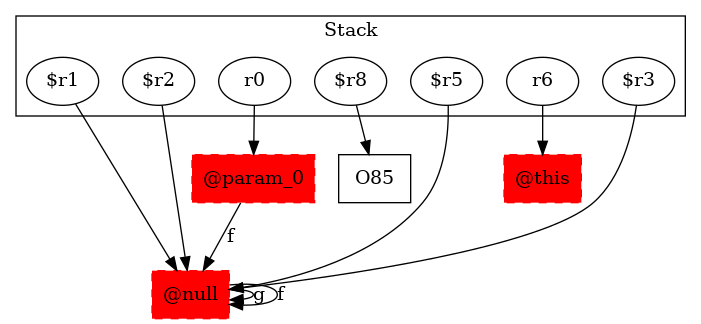 Stack
$r1
$r2
r0
$r8
$r5
r6
$r3
@param_0
O85
@this
f
@null
g
f